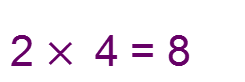 2 × 4 = 8